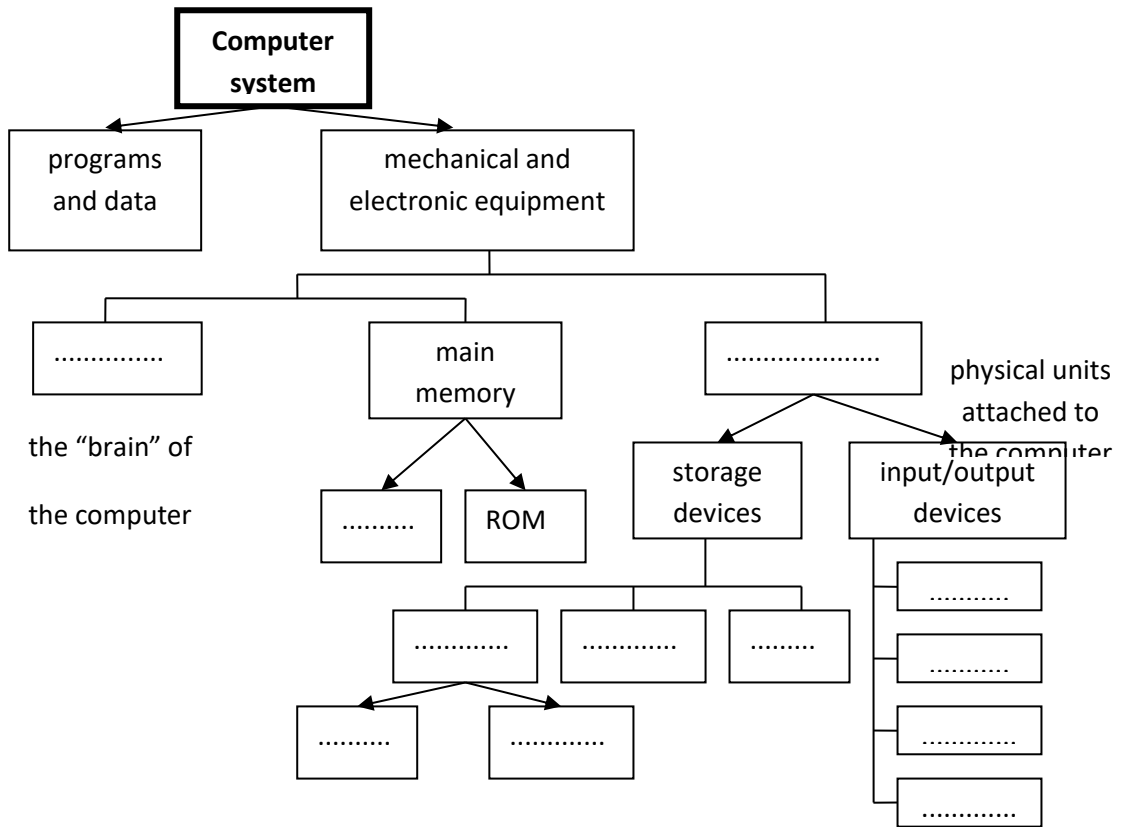 Computer
system
programs
and data
mechanical and
electronic equipment
...............
main
memory
.....................
physical units
attached to
the computer
the “brain” of
the computer
storage
devices
input/output
devices
..........
ROM
...........
.............
.............
.........
...........
..........
.............
.............
.............